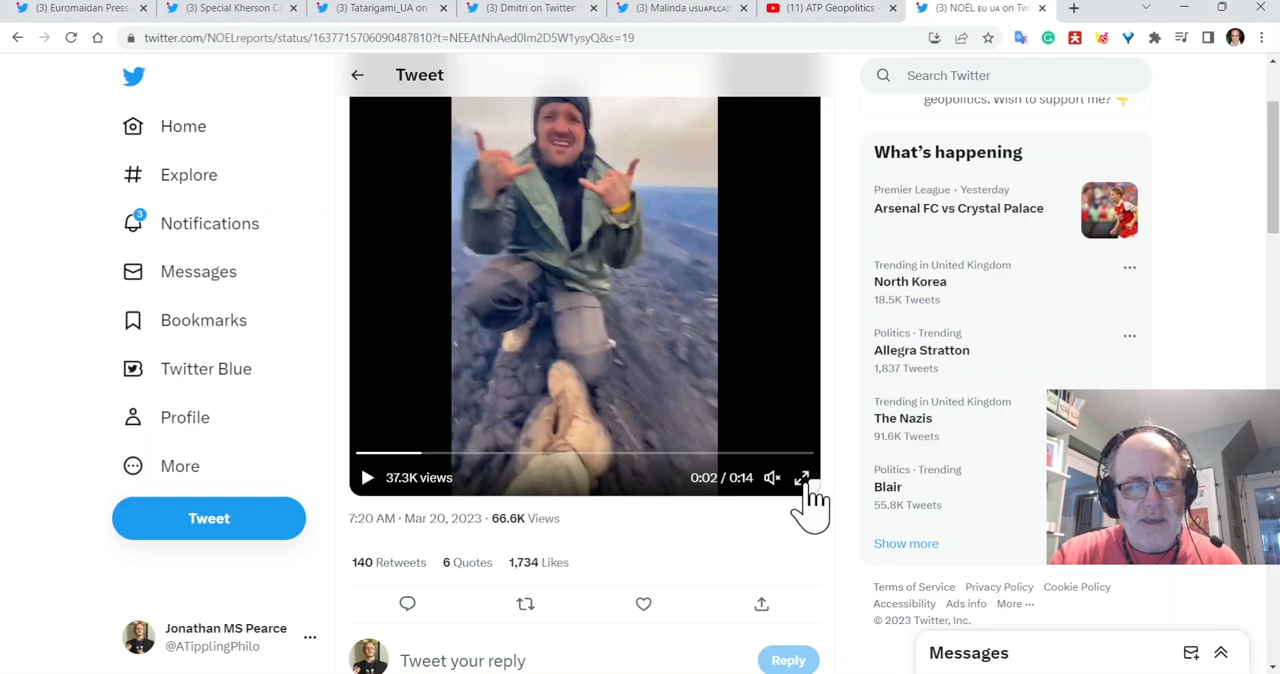 (3) Euromaidan Press
(3) Special Kherson Ca
(3) Tatarigami_UA on
(3) Dmitri on Twitter:
(3) Malinda
(11) ATP Geopolitics -
(3) NOËL on Tw
twitter.com/NOELreports/status/1637715706090487810?t=NEEAtNhAed0Im2D5W1ysyQ&s=19
Home
Explore
3
Notifications
Messages
Bookmarks
Twitter Blue
Profile
More
Tweet
Jonathan MS Pearce
@ATipplingPhilo
Tweet
37.3K views
0:02 / 0:14
7:20 AM · Mar 20, 2023 · 66.6K Views
140 Retweets 6 Quotes 1,734 Likes
Tweet your reply
Reply
Search Twitter
geopolitics. Wish to support me? 👇
What's happening
Premier League · Yesterday
Arsenal FC vs Crystal Palace
Trending in United Kingdom
North Korea
18.5K Tweets
Politics · Trending
Allegra Stratton
1,837 Tweets
Trending in United Kingdom
The Nazis
91.6K Tweets
Politics · Trending
Blair
55.8K Tweets
Show more
Terms of Service Privacy Policy Cookie Policy
Accessibility Ads info More ···
© 2023 Twitter, Inc.
Messages